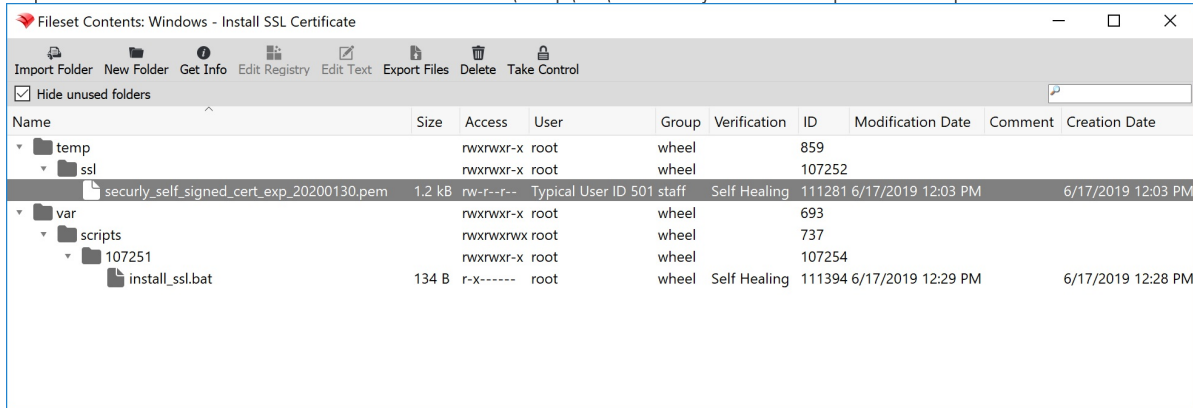 Fileset Contents: Windows - Install SSL Certificate
Import Folder New Folder Get Info Edit Registry Edit Text Export Files Delete Take Control
Hide unused folders
Name Size Access User Group Verification ID Modification Date Comment Creation Date
temp rwxrwxr-x root wheel 859
ssl rwxrwxr-x root wheel 107252
securly_self_signed_cert_exp_20200130.pem 1.2 kB rw-r--r-- Typical User ID 501 staff Self Healing 111281 6/17/2019 12:03 PM 6/17/2019 12:03 PM
var rwxrwxr-x root wheel 693
scripts rwxrwxrwx root wheel 737
107251 rwxrwxr-x root wheel 107254
install_ssl.bat 134 B r-x------ root wheel Self Healing 111394 6/17/2019 12:29 PM 6/17/2019 12:28 PM